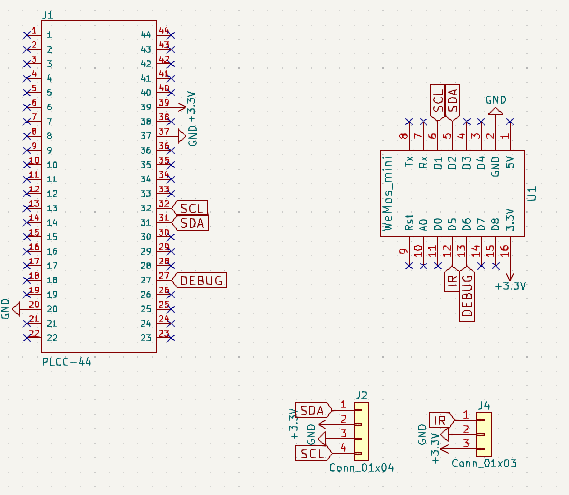 J1
1 1 44 44
2 2 43 43
3 3 42 42
4 4 41 41
5 5 40 40
6 6 39 39 +3.3V
7 7 38 38
8 8 37 37 GND
9 9 36 36
10 10 35 35
11 11 34 34
12 12 33 33
13 13 32 32 SCL
14 14 31 31 SDA
15 15 30 30
16 16 29 29
17 17 28 28
18 18 27 27 DEBUG
19 19 26 26
GND 20 20 25 25
21 21 24 24
22 22 23 23
PLCC-44
SCL SDA GND
8 7 6 5 4 3 2 1
Tx Rx D1 D2 D3 D4 GND 5V
WeMos_mini U1
Rst A0 D0 D5 D6 D7 D8 3.3V
9 10 11 12 13 14 15 16
IR DEBUG +3.3V
J2
SDA 1
+3.3V 2
GND 3
SCL 4
Conn_01x04
J4
IR 1
GND 2
+3.3V 3
Conn_01x03